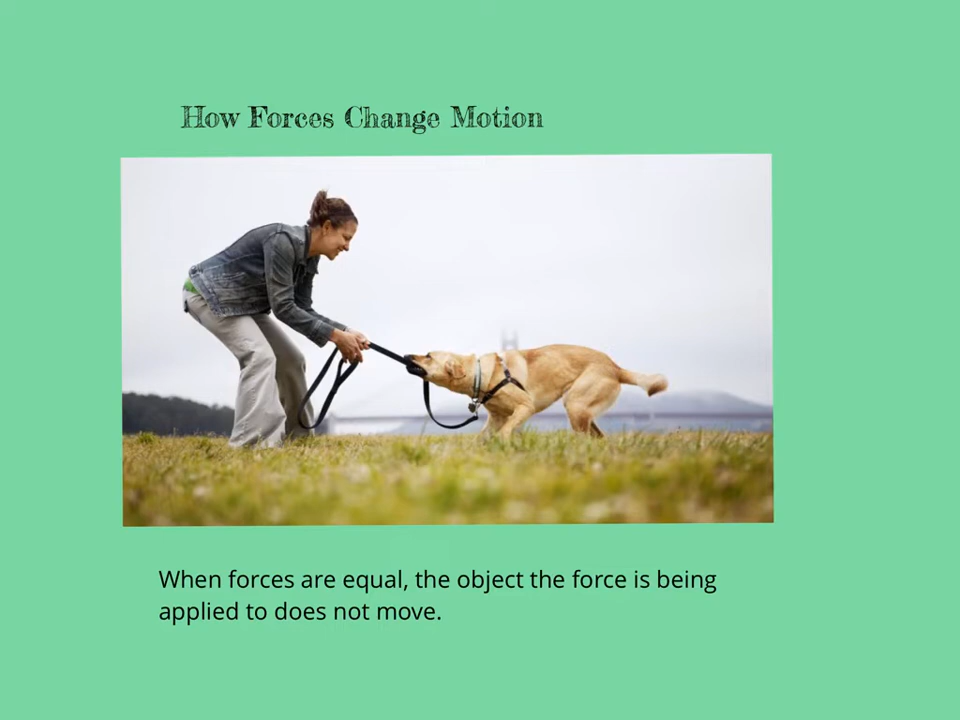 How Forces Change Motion
When forces are equal, the object the force is being
applied to does not move.